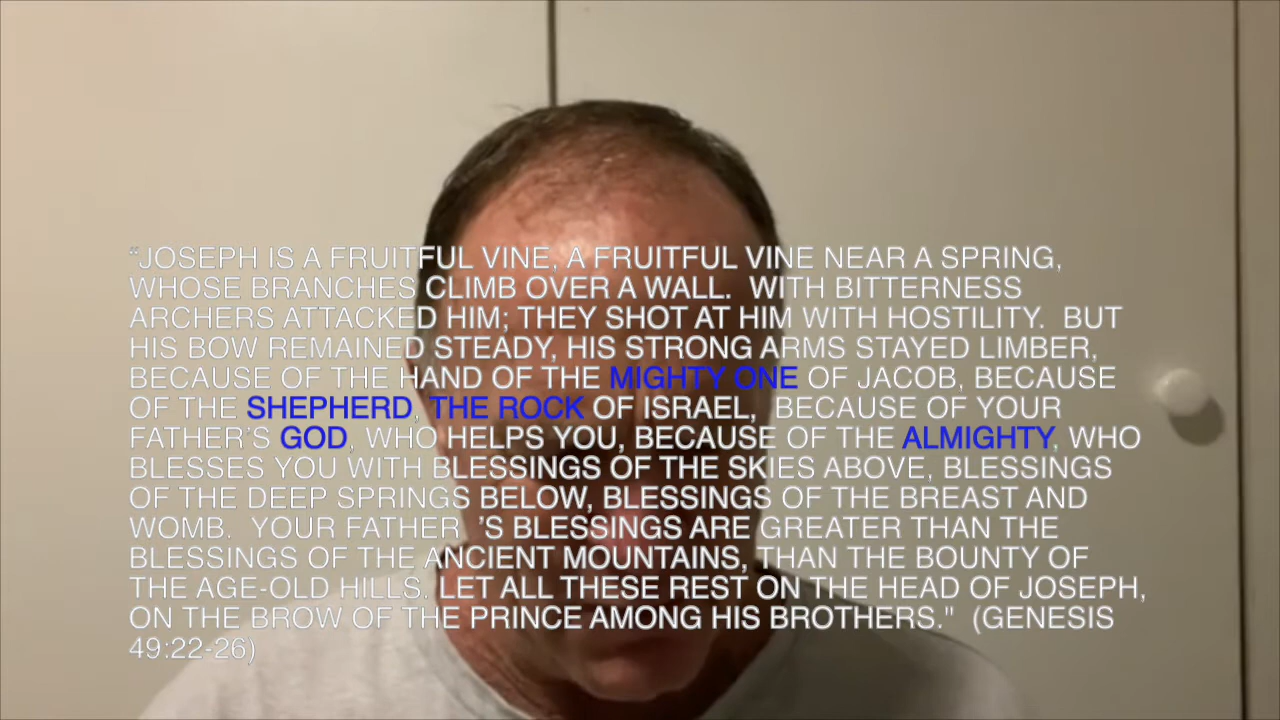 “JOSEPH IS A FRUITFUL VINE, A FRUITFUL VINE NEAR A SPRING,
WHOSE BRANCHES CLIMB OVER A WALL.  WITH BITTERNESS
ARCHERS ATTACKED HIM; THEY SHOT AT HIM WITH HOSTILITY.  BUT
HIS BOW REMAINED STEADY, HIS STRONG ARMS STAYED LIMBER,
BECAUSE OF THE HAND OF THE MIGHTY ONE OF JACOB, BECAUSE
OF THE SHEPHERD, THE ROCK OF ISRAEL,  BECAUSE OF YOUR
FATHER’S GOD, WHO HELPS YOU, BECAUSE OF THE ALMIGHTY, WHO
BLESSES YOU WITH BLESSINGS OF THE SKIES ABOVE, BLESSINGS
OF THE DEEP SPRINGS BELOW, BLESSINGS OF THE BREAST AND
WOMB.  YOUR FATHER  ’S BLESSINGS ARE GREATER THAN THE
BLESSINGS OF THE ANCIENT MOUNTAINS, THAN THE BOUNTY OF
THE AGE-OLD HILLS. LET ALL THESE REST ON THE HEAD OF JOSEPH,
ON THE BROW OF THE PRINCE AMONG HIS BROTHERS."  (GENESIS
49:22-26)